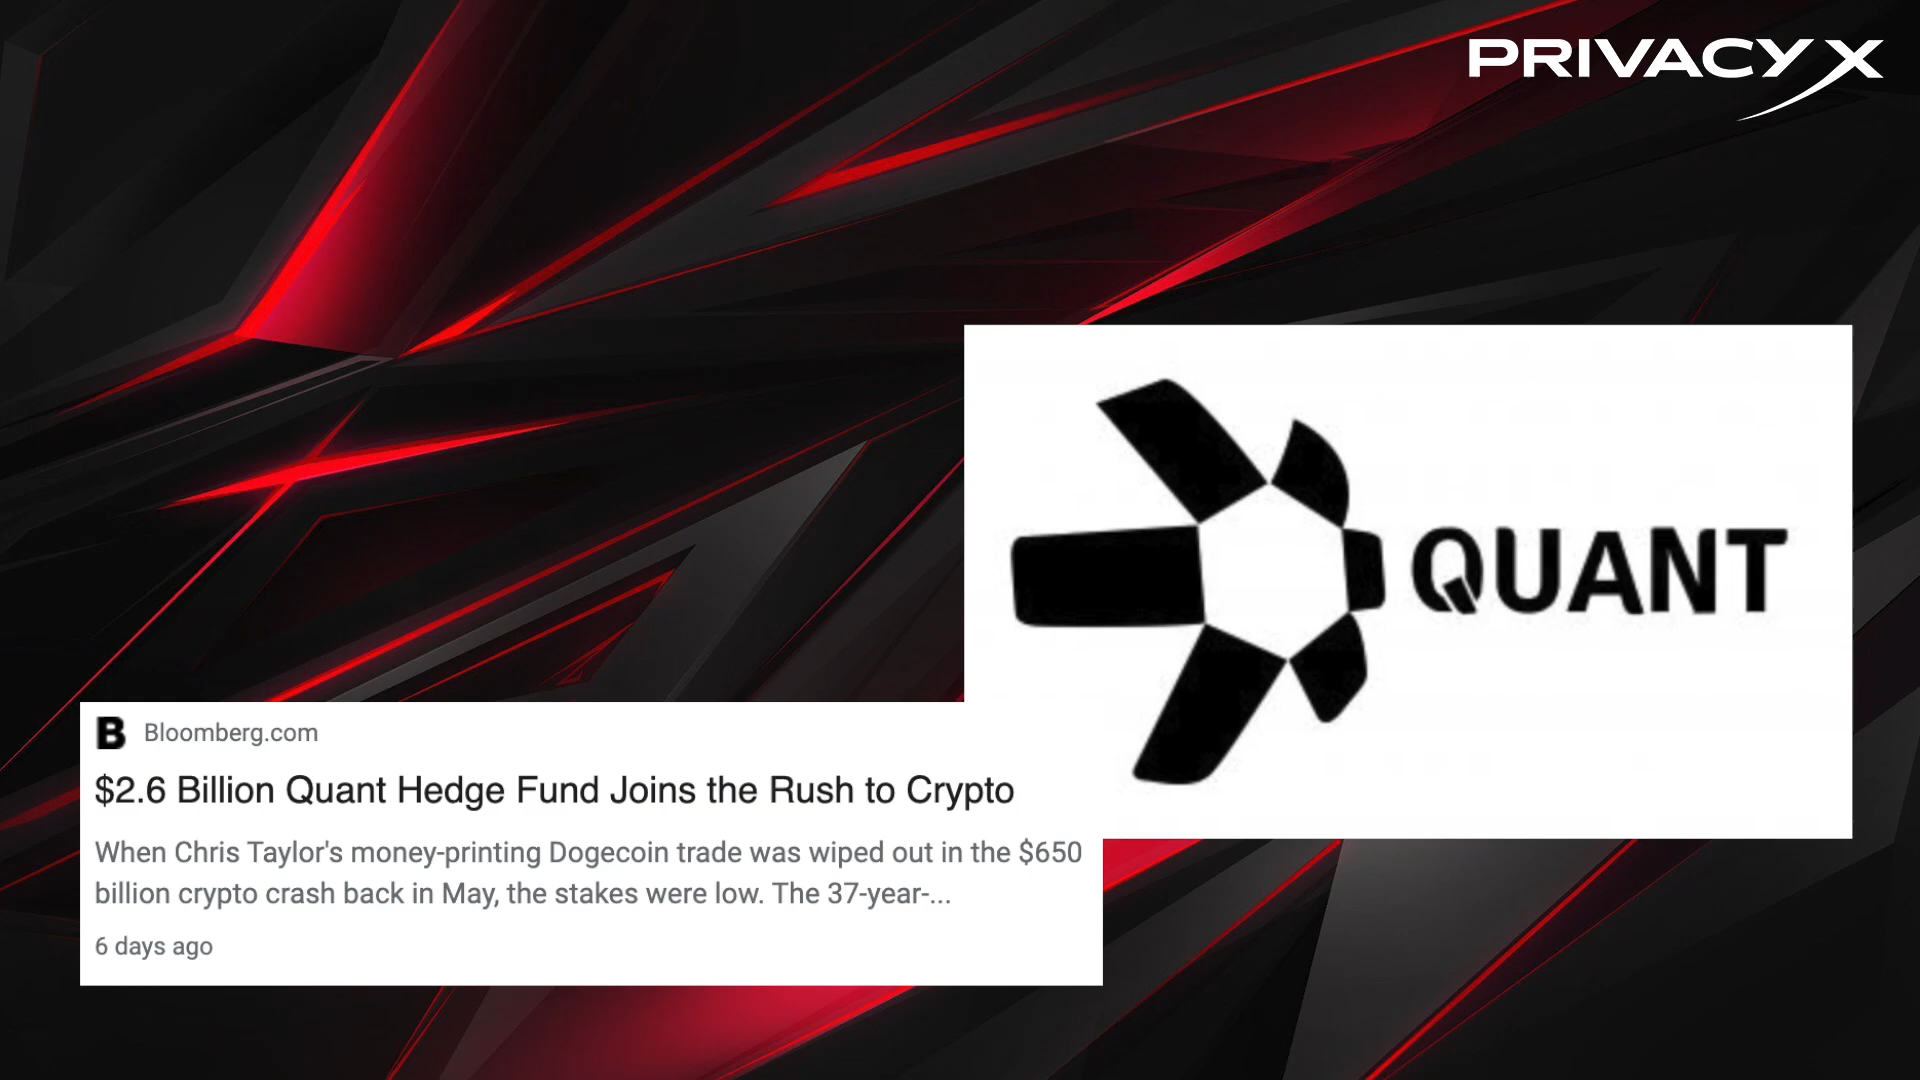 PRIVACYX
QUANT
B Bloomberg.com
$2.6 Billion Quant Hedge Fund Joins the Rush to Crypto
When Chris Taylor's money-printing Dogecoin trade was wiped out in the $650
billion crypto crash back in May, the stakes were low. The 37-year-...
6 days ago